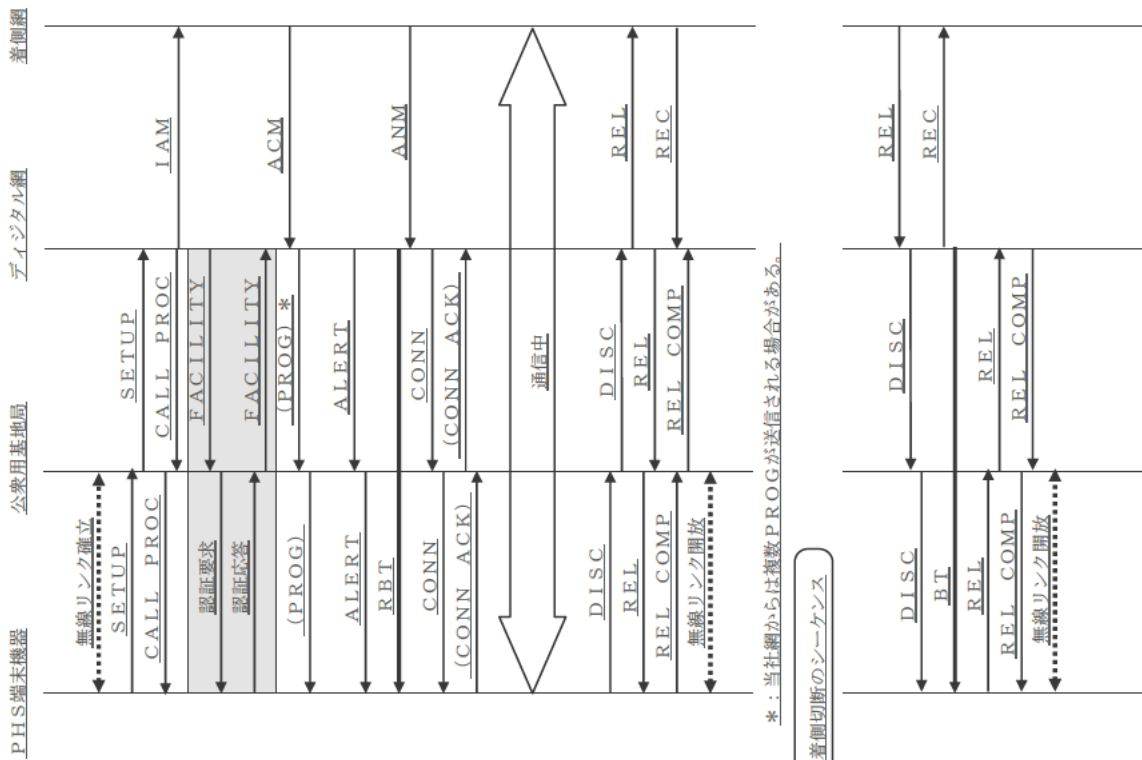 PHS端末機器
公衆用基地局
ディジタル網
着側網
無線リンク確立
SETUP
SETUP
CALL PROC
CALL PROC
IAM
認証要求
FACILITY
認証応答
FACILITY
ACM
(PROG)
(PROG)*
ALERT
ALERT
RBT
ANM
CONN
CONN
(CONN ACK)
(CONN ACK)
通信中
DISC
DISC
REL
REL
REL
REL COMP
REL COMP
REC
無線リンク開放
*:当社網からは複数PROGが送信される場合がある。
着側切断のシーケンス
REL
DISC
DISC
REC
BT
REL
REL
REL COMP
REL COMP
無線リンク開放